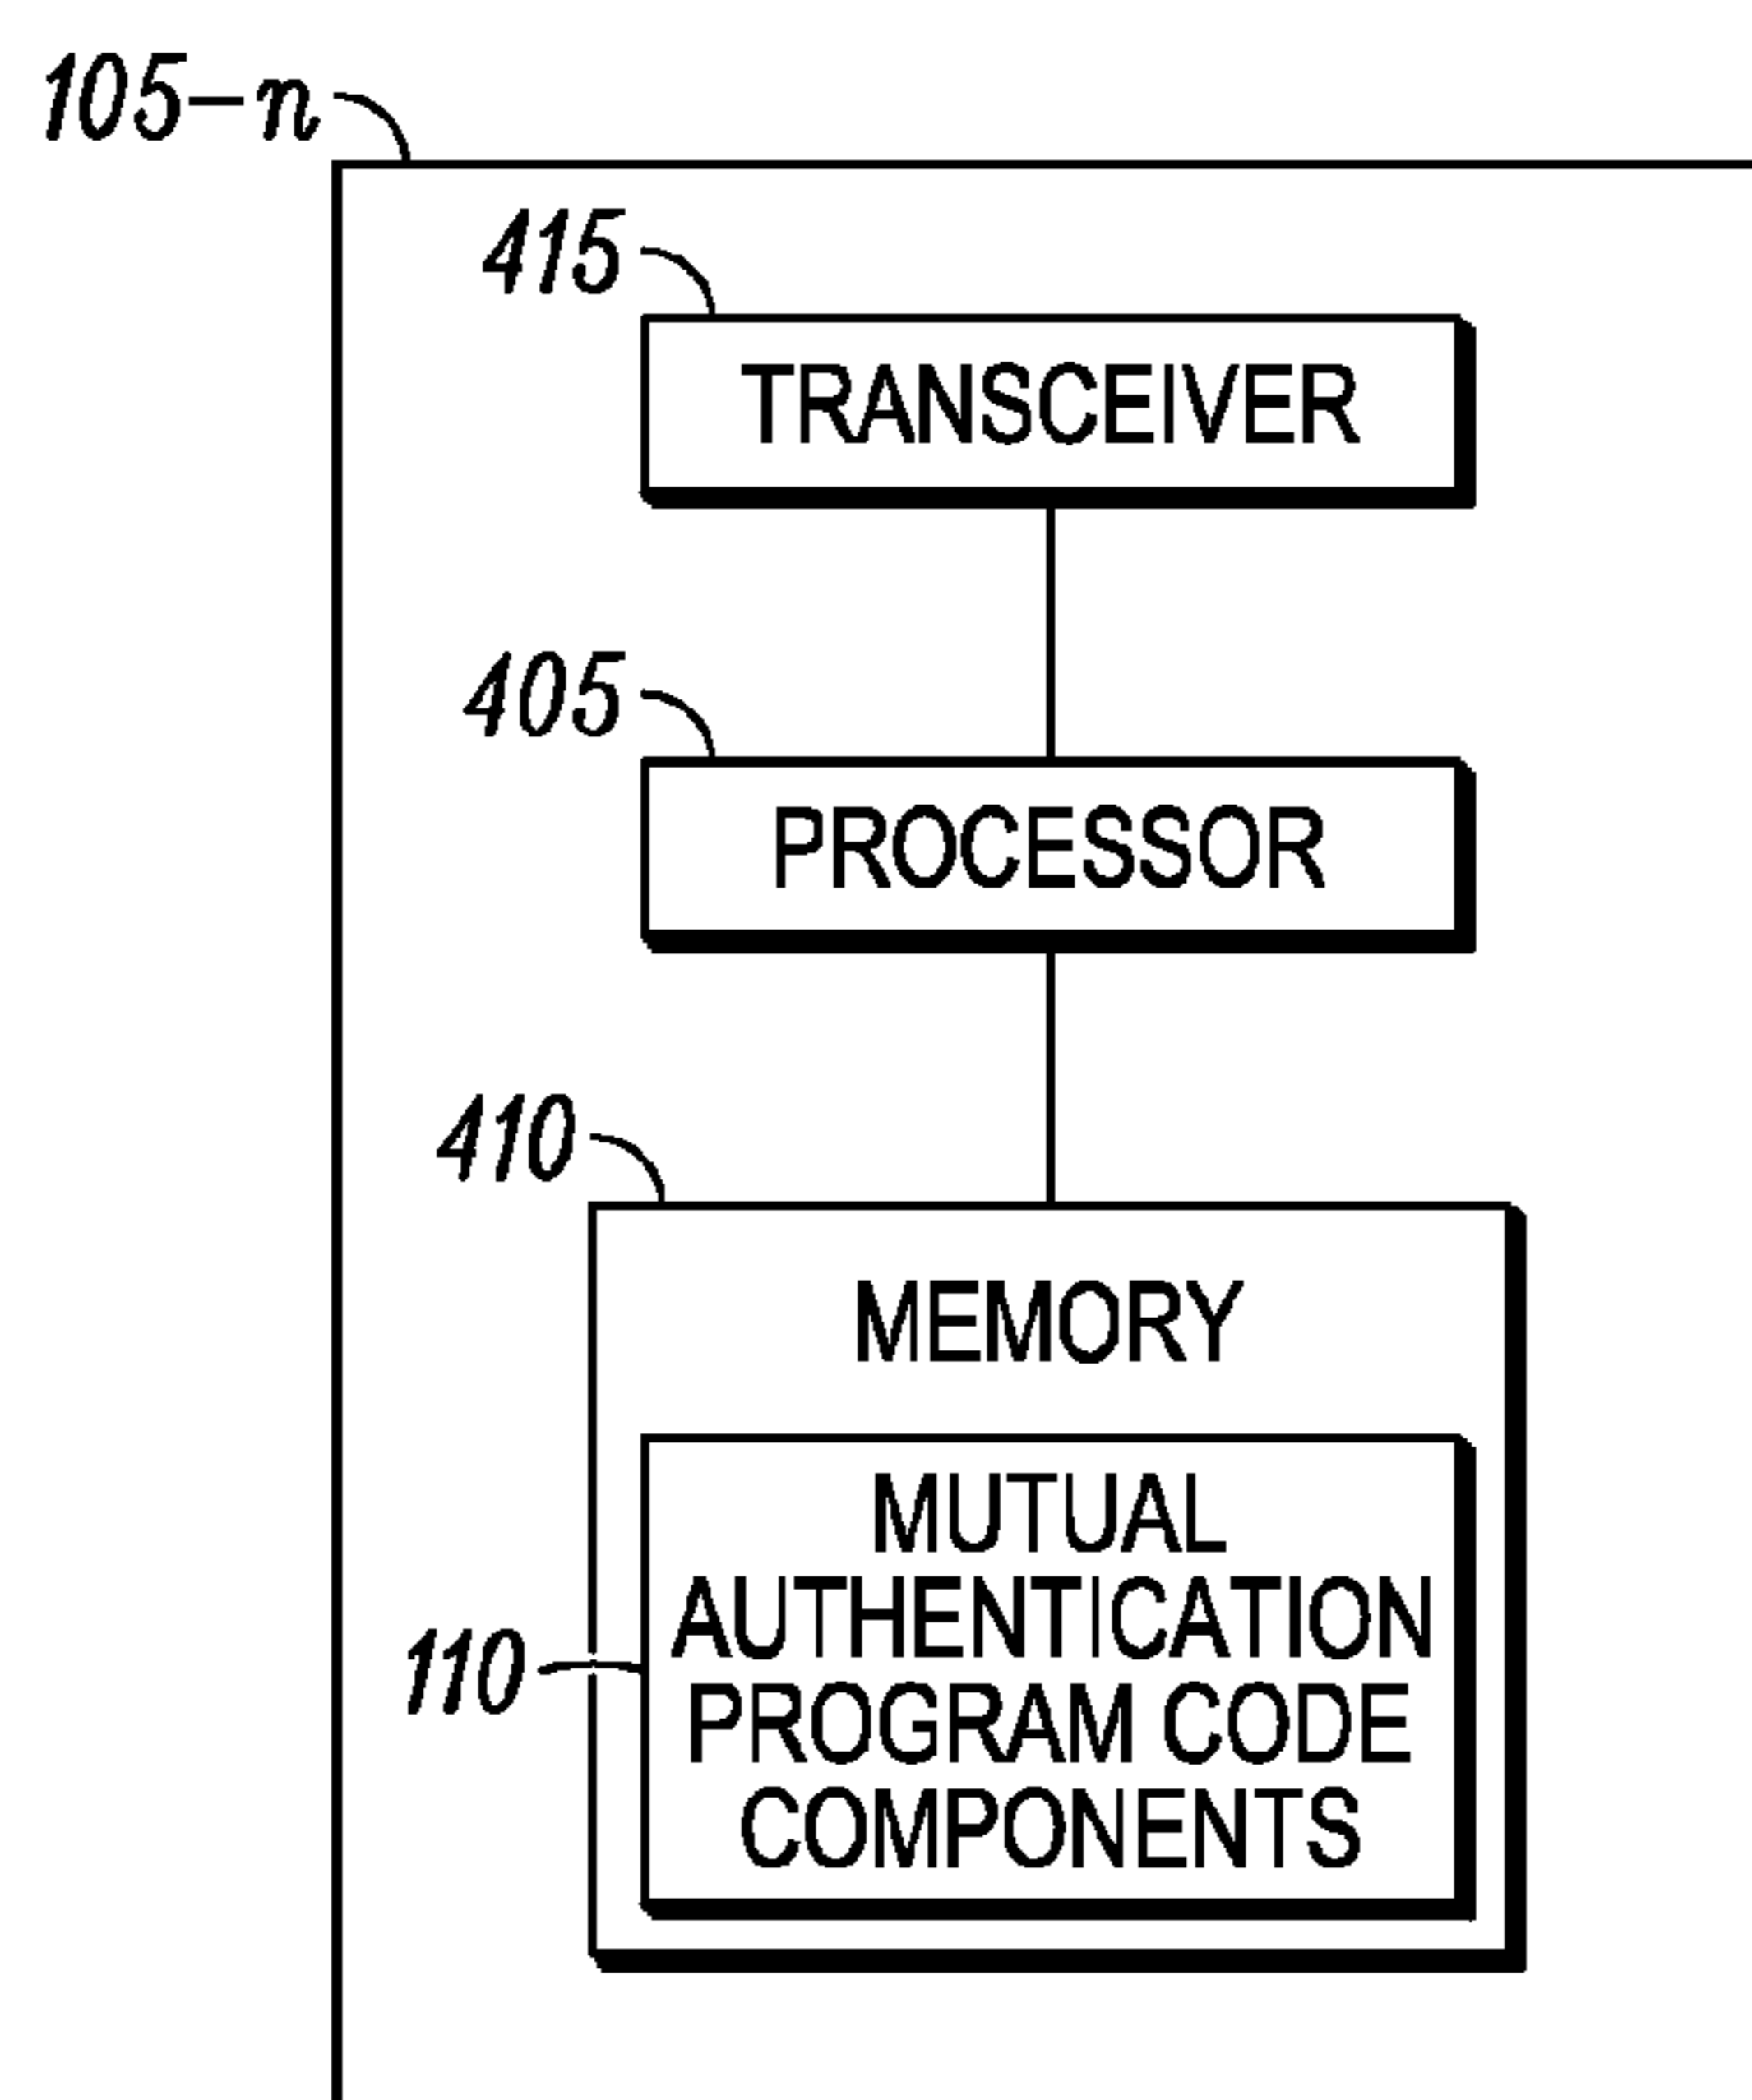 105-n
415
TRANSCEIVER
405
PROCESSOR
410
MEMORY
110
MUTUAL
AUTHENTICATION
PROGRAM CODE
COMPONENTS